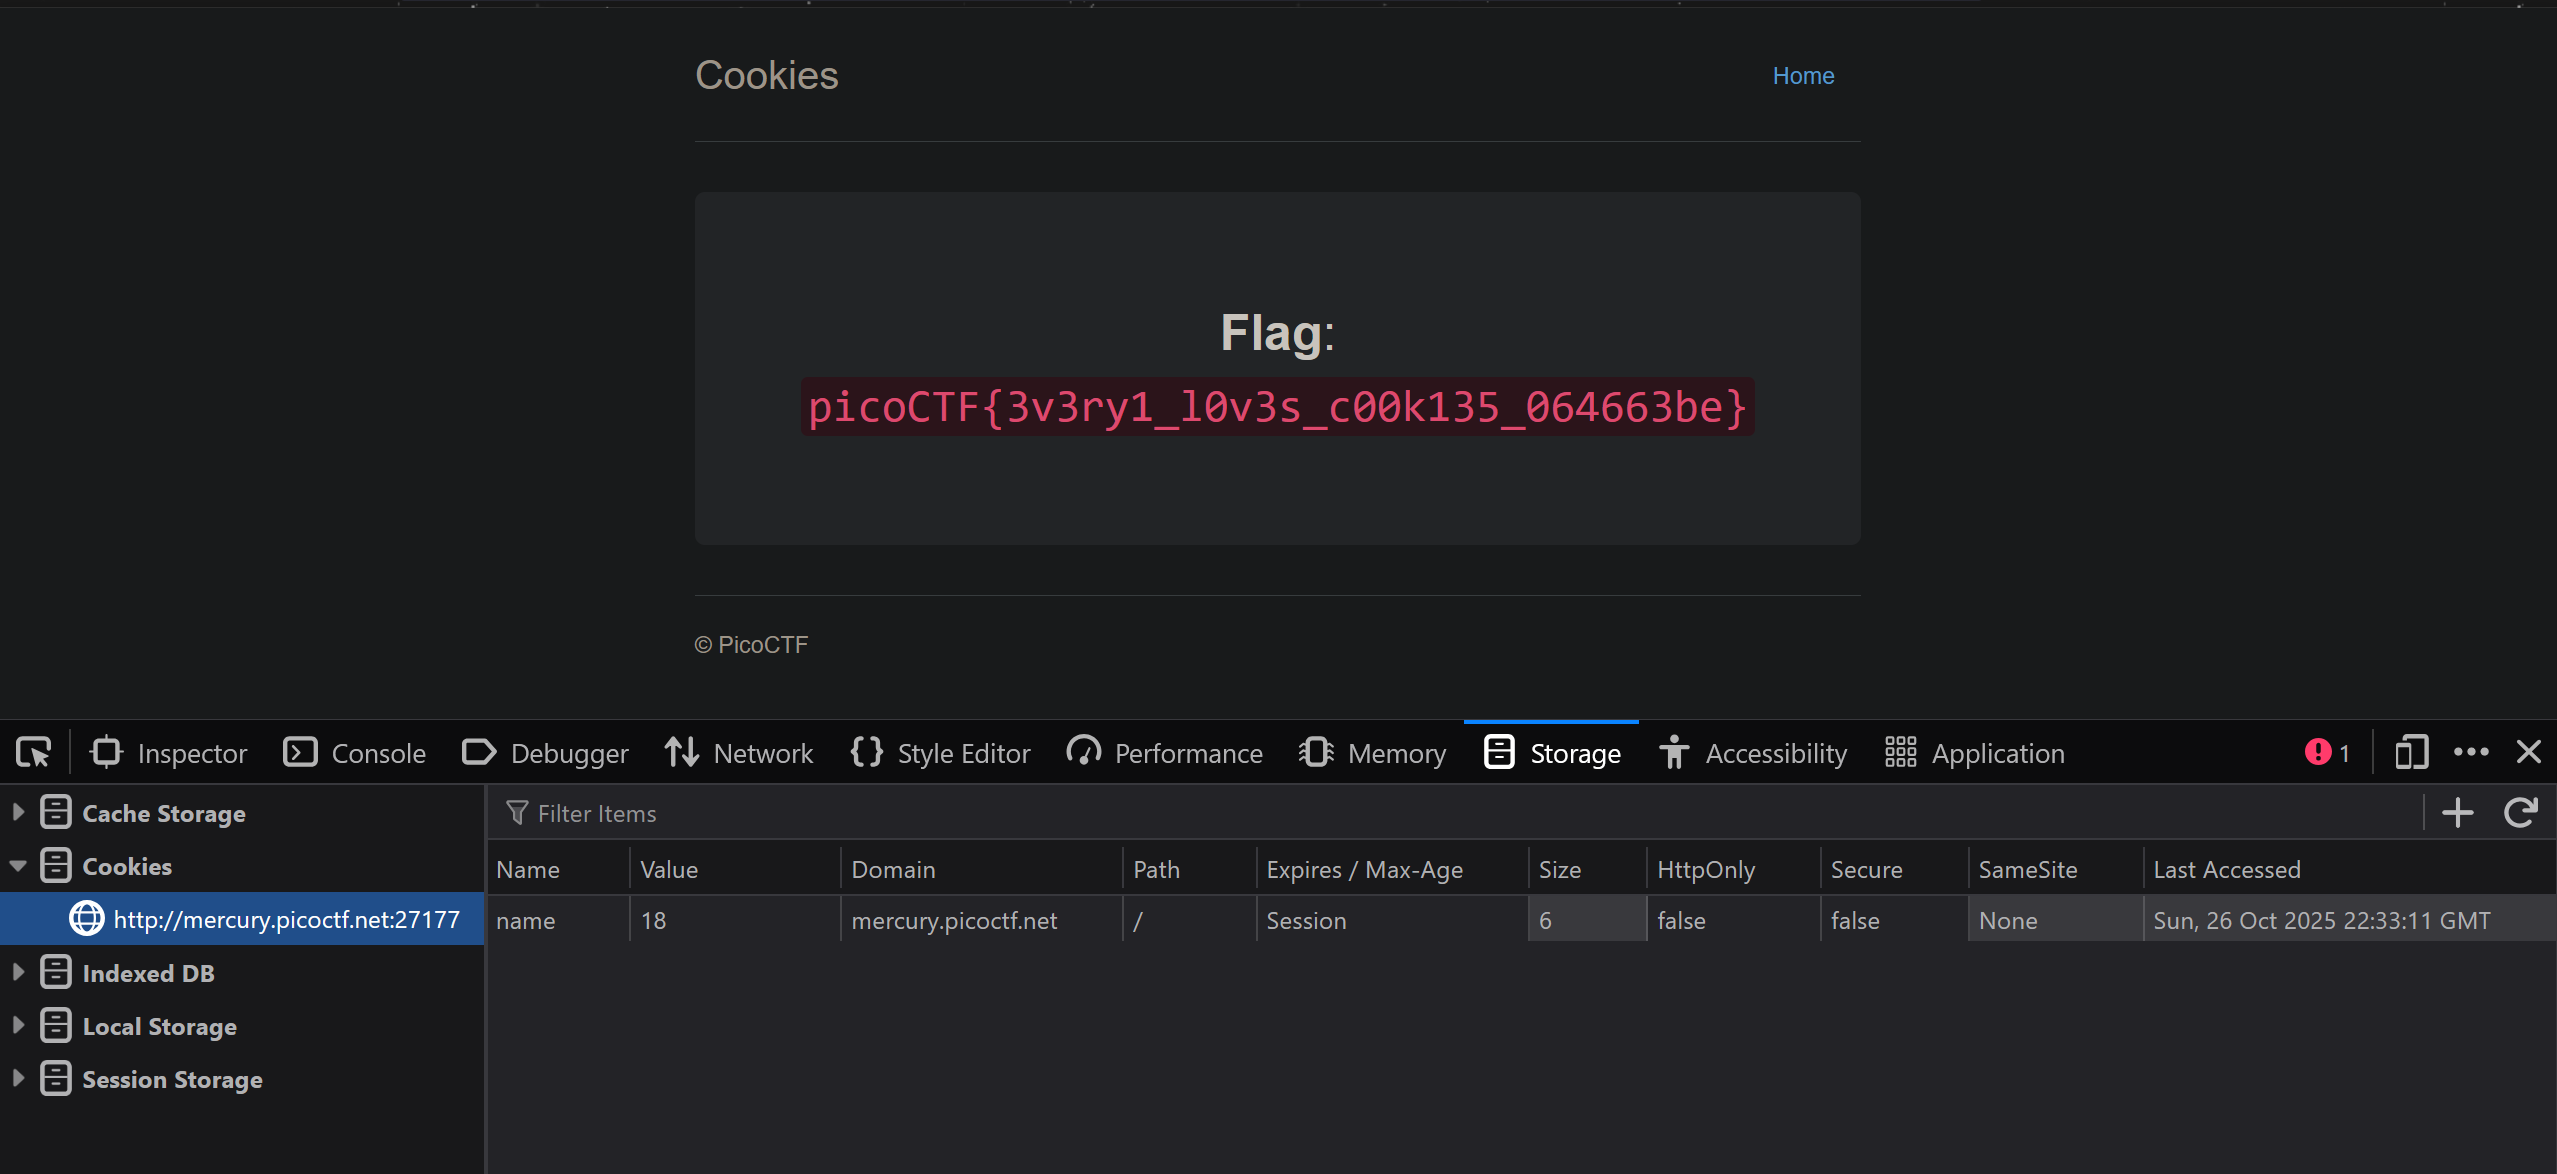 Cookies Home
Flag:
picoCTF{3v3ry1_l0v3s_c00k135_064663be}
© PicoCTF
Inspector Console Debugger Network Style Editor Performance Memory Storage Accessibility Application 1
Cache Storage
Cookies
http://mercury.picoctf.net:27177
Indexed DB
Local Storage
Session Storage
Filter Items
Name Value Domain Path Expires / Max-Age Size HttpOnly Secure SameSite Last Accessed
name 18 mercury.picoctf.net / Session 6 false false None Sun, 26 Oct 2025 22:33:11 GMT